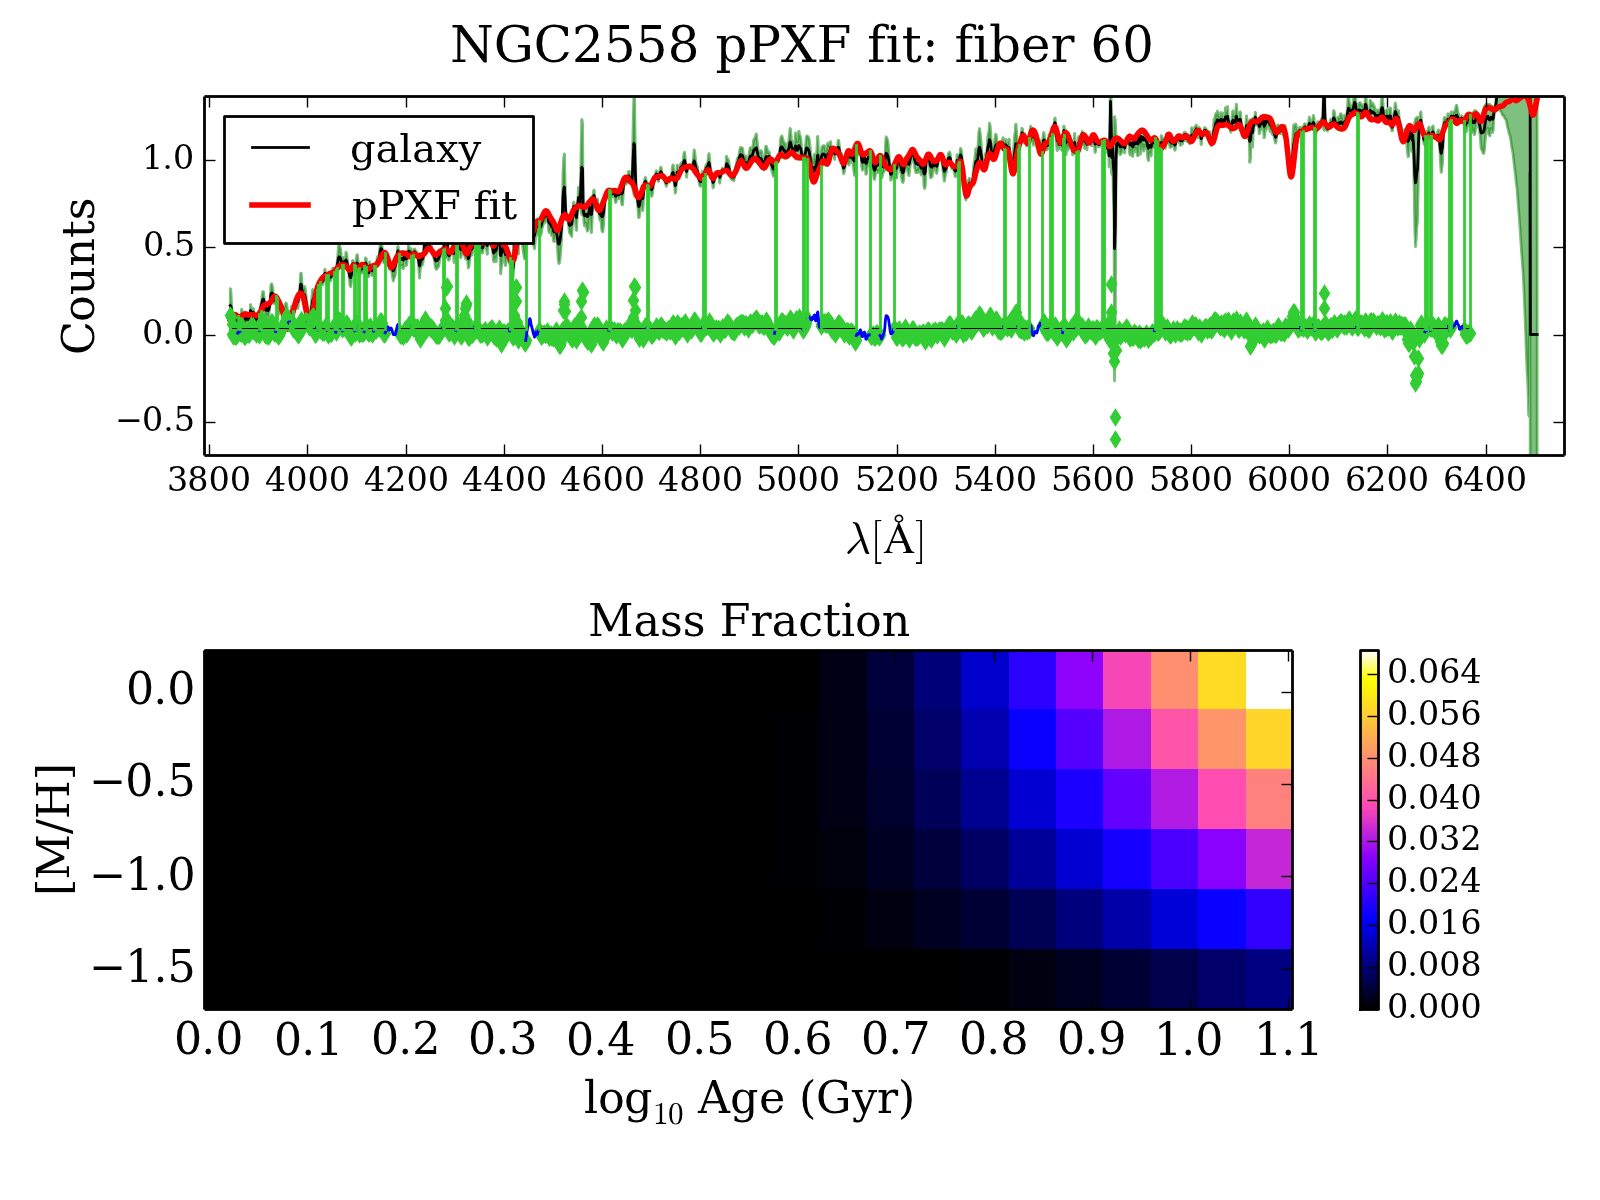 NGC2558 pPXF fit: fiber 60
galaxy
pPXF fit
Counts
1.0
0.5
0.0
−0.5
3800 4000 4200 4400 4600 4800 5000 5200 5400 5600 5800 6000 6200 6400
λ[Å]
Mass Fraction
[M/H]
0.0
−0.5
−1.0
−1.5
0.0 0.1 0.2 0.3 0.4 0.5 0.6 0.7 0.8 0.9 1.0 1.1
log₁₀ Age (Gyr)
0.064
0.056
0.048
0.040
0.032
0.024
0.016
0.008
0.000